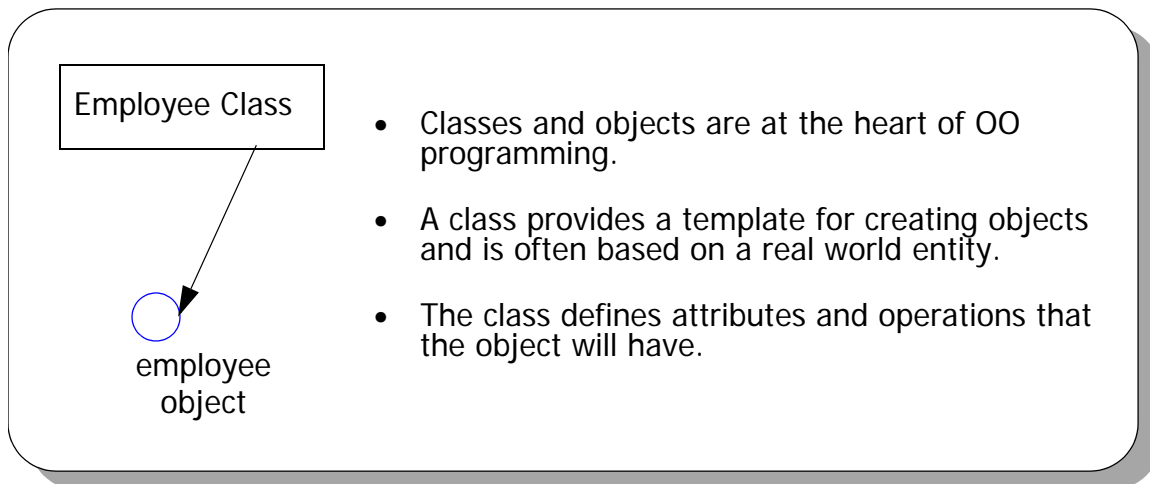 Employee Class
employee
object
• Classes and objects are at the heart of OO
programming.
• A class provides a template for creating objects
and is often based on a real world entity.
• The class defines attributes and operations that
the object will have.